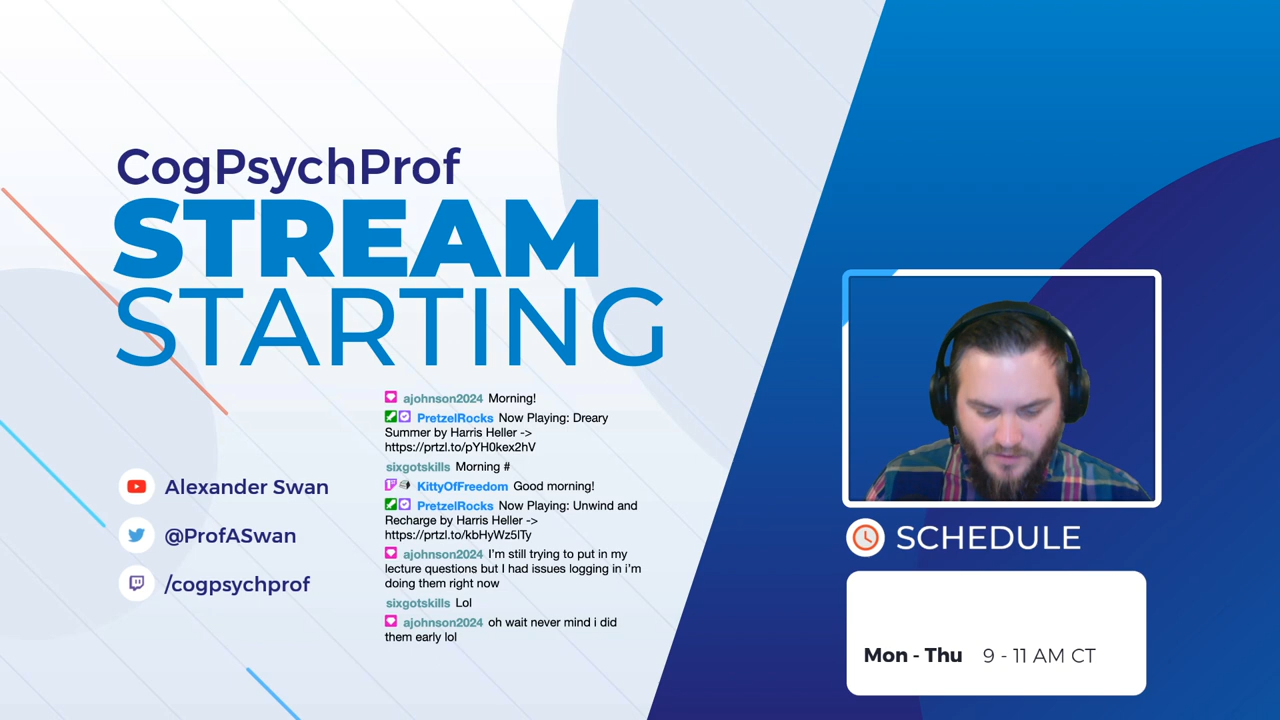 CogPsychProf
STREAM
STARTING
ajohnson2024 Morning!
PretzelRocks Now Playing: Dreary
Summer by Harris Heller ->
https://prtzl.to/pYH0kex2hV
sixgotskills Morning #
KittyOfFreedom Good morning!
PretzelRocks Now Playing: Unwind and
Recharge by Harris Heller ->
https://prtzl.to/kbHyWz5lTy
ajohnson2024 I'm still trying to put in my
lecture questions but I had issues logging in i'm
doing them right now
sixgotskills Lol
ajohnson2024 oh wait never mind i did
them early lol
Alexander Swan
@ProfASwan
/cogpsychprof
SCHEDULE
Mon - Thu 9 - 11 AM CT